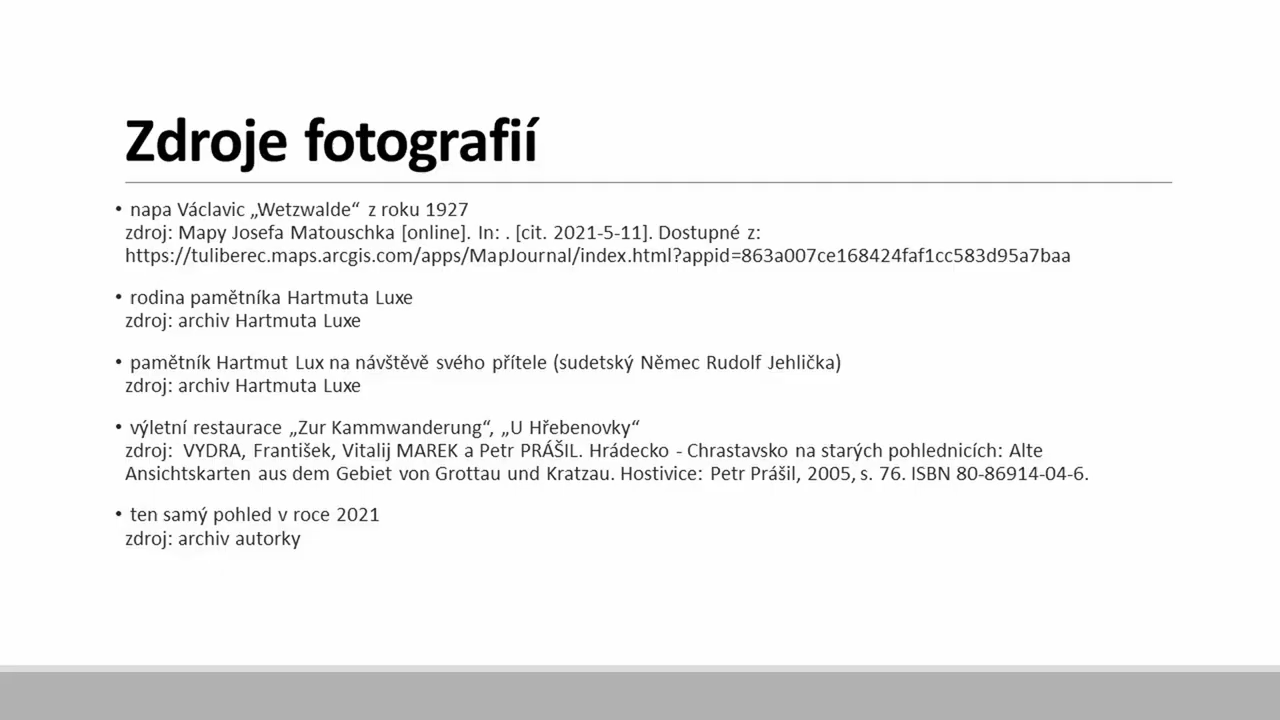 Zdroje fotografií
• napa Václavic „Wetzwalde“ z roku 1927
zdroj: Mapy Josefa Matouschka [online]. In: . [cit. 2021-5-11]. Dostupné z:
https://tuliberec.maps.arcgis.com/apps/MapJournal/index.html?appid=863a007ce168424faf1cc583d95a7baa
• rodina pamětníka Hartmuta Luxe
zdroj: archiv Hartmuta Luxe
• pamětník Hartmut Lux na návštěvě svého přítele (sudetský Němec Rudolf Jehlička)
zdroj: archiv Hartmuta Luxe
• výletní restaurace „Zur Kammwanderung“, „U Hřebenovky“
zdroj: VYDRA, František, Vitalij MAREK a Petr PRÁŠIL. Hrádecko - Chrastavsko na starých pohlednicích: Alte
Ansichtskarten aus dem Gebiet von Grottau und Kratzau. Hostivice: Petr Prášil, 2005, s. 76. ISBN 80-86914-04-6.
• ten samý pohled v roce 2021
zdroj: archiv autorky